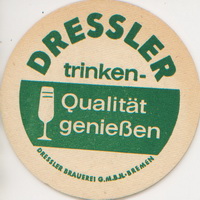 DRESSLER
trinken-
Qualität
genießen
DRESSLER BRAUEREI G.M.B.H.-BREMEN